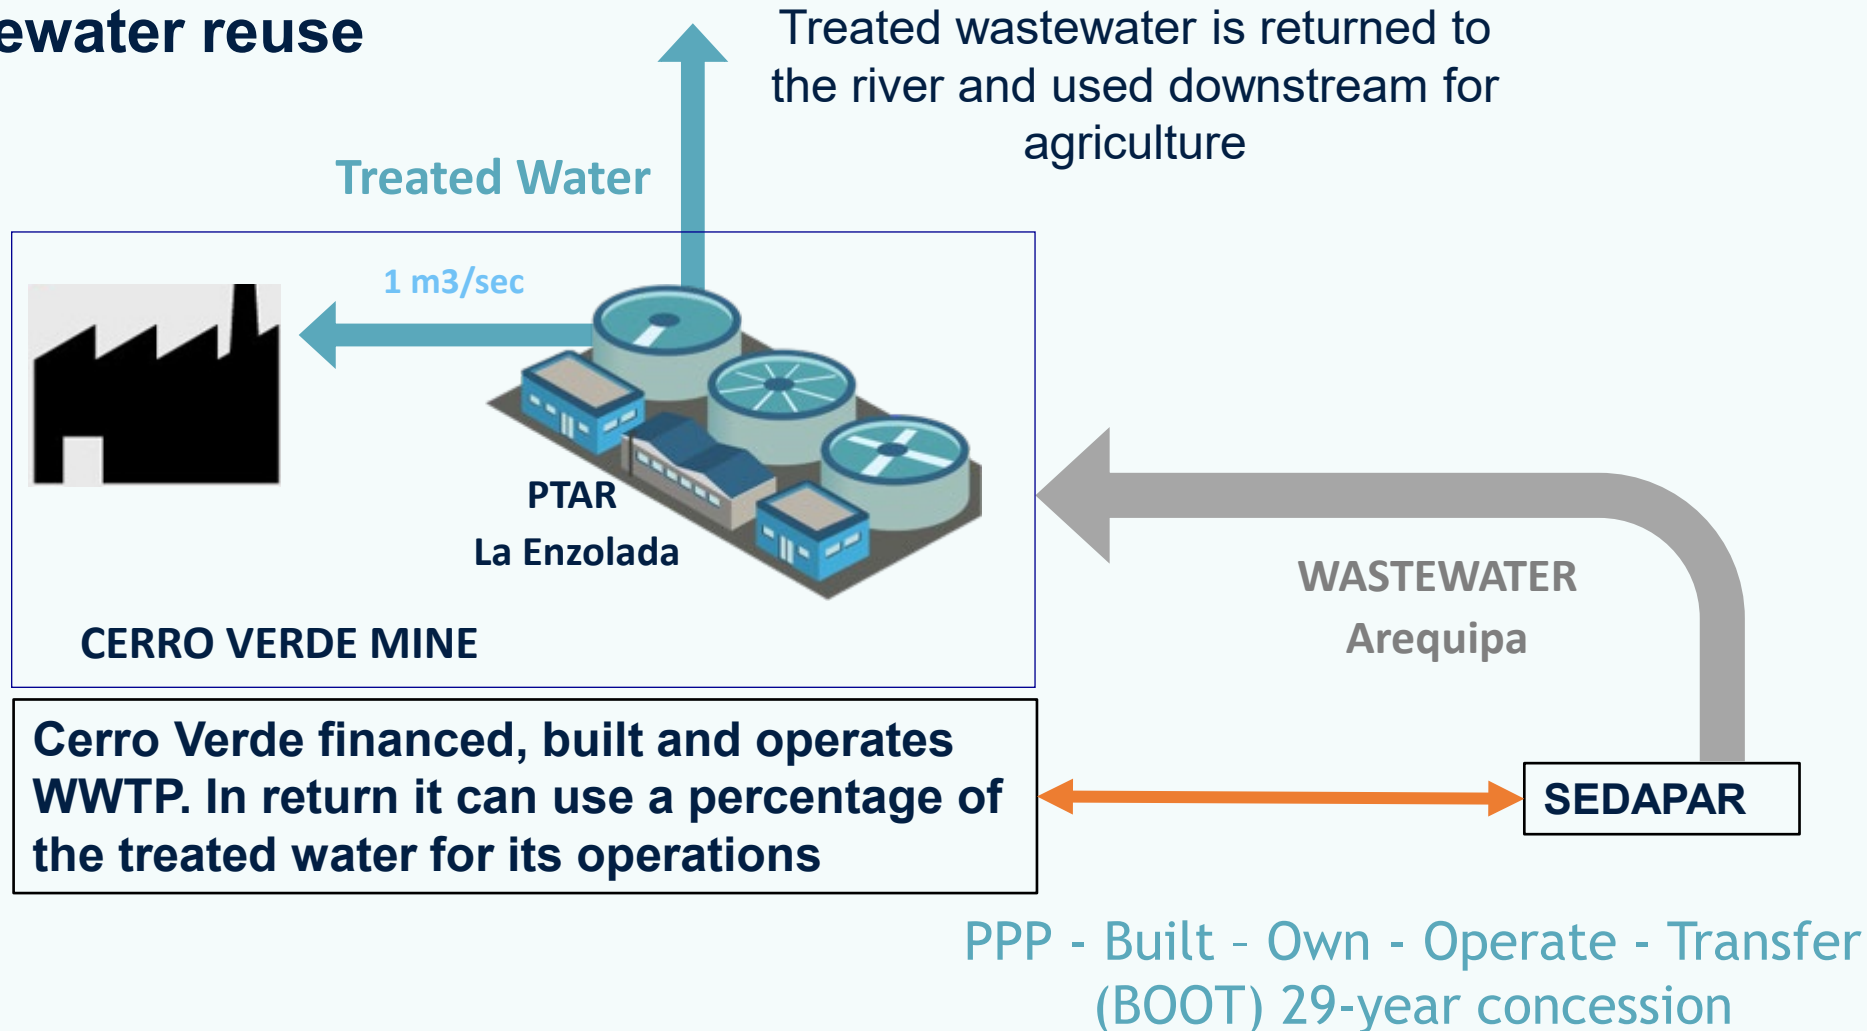 ewater reuse
Treated wastewater is returned to
the river and used downstream for
agriculture
Treated Water
1 m3/sec
PTAR
La Enzolada
CERRO VERDE MINE
WASTEWATER
Arequipa
Cerro Verde financed, built and operates
WWTP. In return it can use a percentage of
the treated water for its operations
SEDAPAR
PPP - Built – Own - Operate - Transfer
(BOOT) 29-year concession